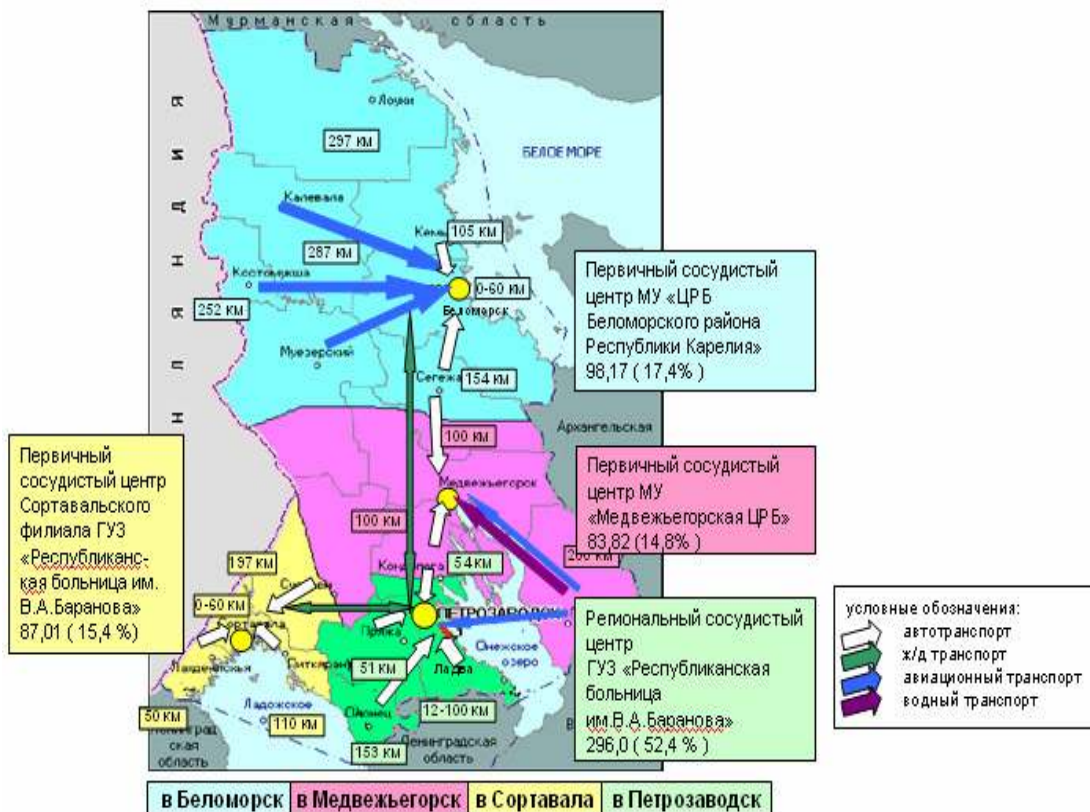 Мурманская область
Лоухи
297 км
БЕЛОЕ МОРЕ
Калевала
Кемь
105 км
287 км
Костомукша
0-60 км
252 км
Беломорск
Муезерский
Сегежа
154 км
Архангельская
100 км
Медвежьегорск
100 км
54 км
197 км
0-60 км
ПЕТРОЗАВОДСК
Сортавала
Пряжа
Онежское
озеро
51 км
Ладва
Ладожское
12-100 км
50 км
110 км
Олонец
153 км
Ленинградская
область
ская
область
Первичный сосудистый
центр МУ «ЦРБ
Беломорского района
Республики Карелия»
98,17 ( 17,4% )
Первичный
сосудистый центр
Сортавальского
филиала ГУЗ
«Республиканс-
кая больница им.
В.А.Баранова»
87,01 ( 15,4 %)
Первичный сосудистый
центр МУ
«Медвежьегорская ЦРБ»
83,82 (14,8%)
Региональный сосудистый
центр
ГУЗ «Республиканская
больница
им.В.А.Баранова»
296,0 ( 52,4 % )
условные обозначения:
автотранспорт
ж/д транспорт
авиационный транспорт
водный транспорт
в Беломорск в Медвежьегорск в Сортавала в Петрозаводск